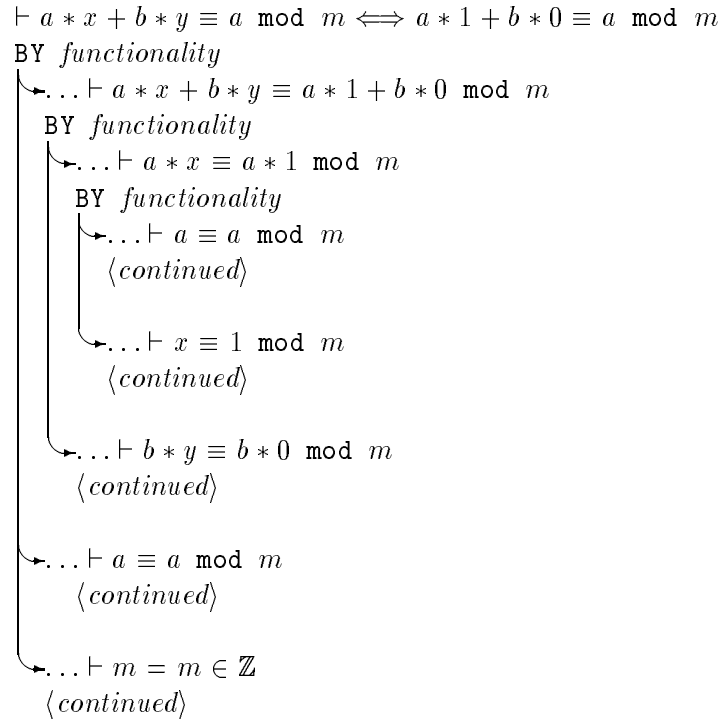 ⊢ a * x + b * y ≡ a mod m ⟺ a * 1 + b * 0 ≡ a mod m
BY functionality
... ⊢ a * x + b * y ≡ a * 1 + b * 0 mod m
BY functionality
... ⊢ a * x ≡ a * 1 mod m
BY functionality
... ⊢ a ≡ a mod m
⟨continued⟩
... ⊢ x ≡ 1 mod m
⟨continued⟩
... ⊢ b * y ≡ b * 0 mod m
⟨continued⟩
... ⊢ a ≡ a mod m
⟨continued⟩
... ⊢ m = m ∈ ℤ
⟨continued⟩